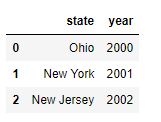 state year
0 Ohio 2000
1 New York 2001
2 New Jersey 2002